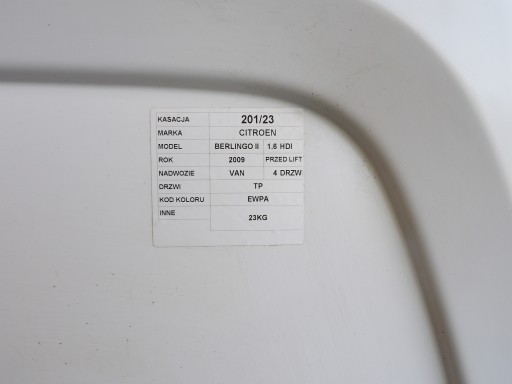 KASACJA 201/23
MARKA CITROEN
MODEL BERLINGO II 1.6 HDI
ROK 2009 PRZED LIFT
NADWOZIE VAN 4 DRZW
DRZWI TP
KOD KOLORU EWPA
INNE 23KG